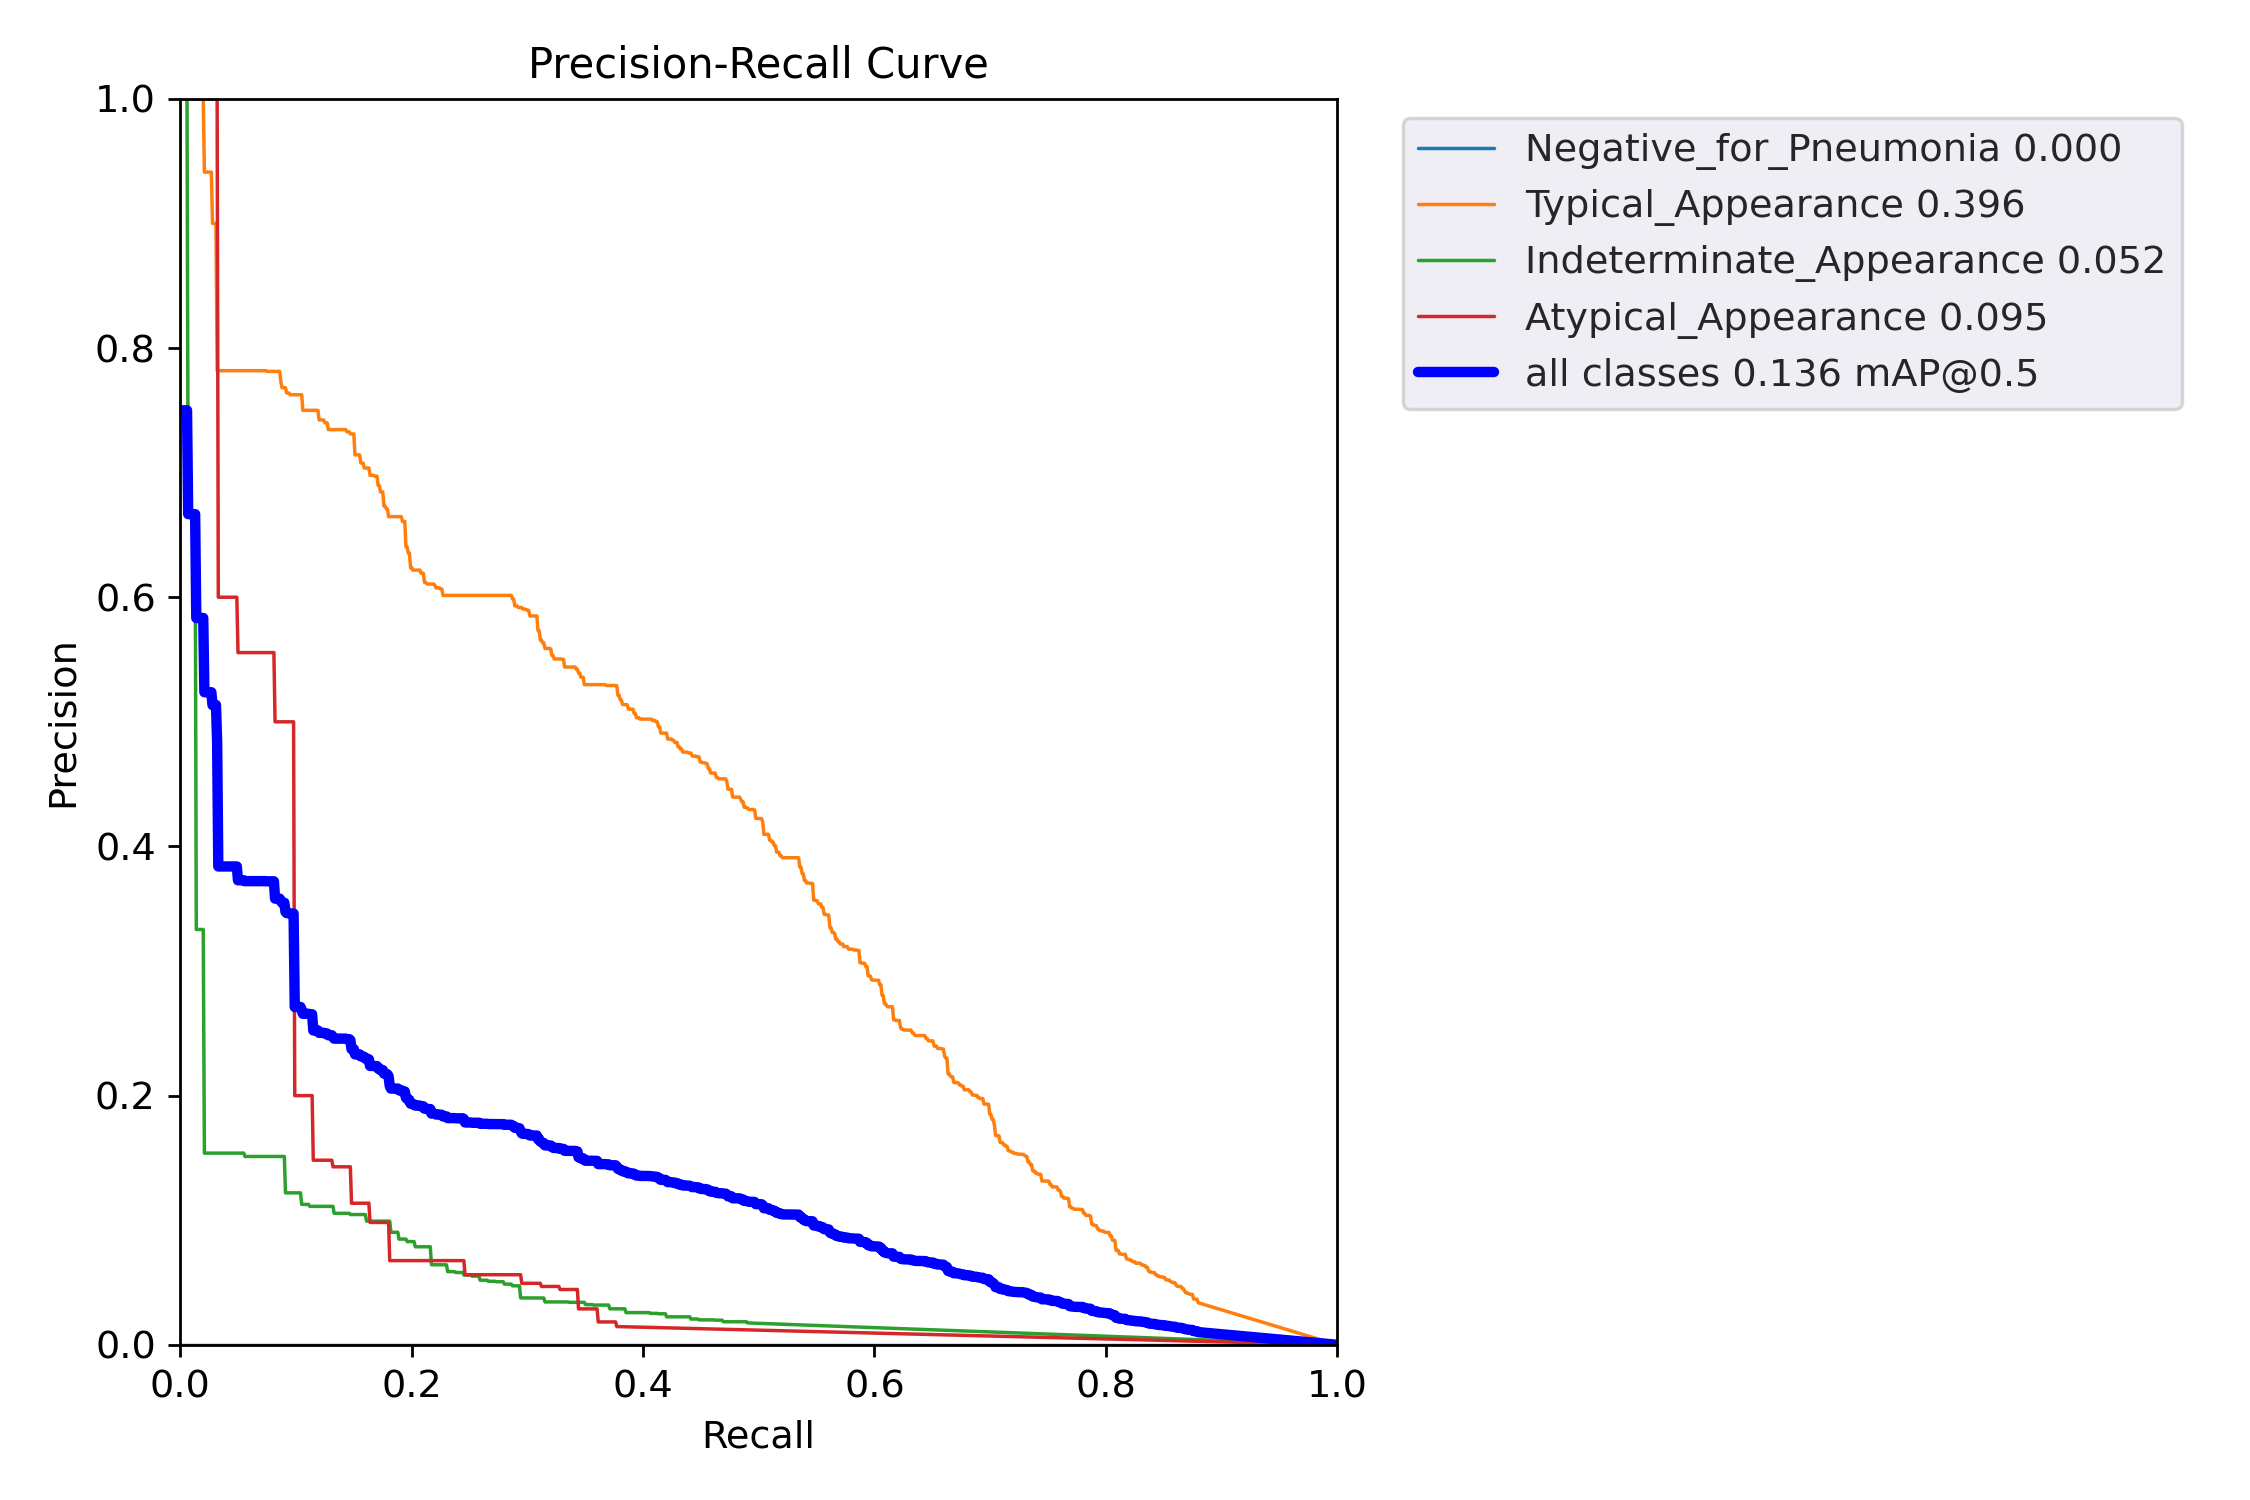 Precision-Recall Curve
1.0
0.8
0.6
0.4
0.2
0.0
Precision
0.0 0.2 0.4 0.6 0.8 1.0
Recall
Negative_for_Pneumonia 0.000
Typical_Appearance 0.396
Indeterminate_Appearance 0.052
Atypical_Appearance 0.095
all classes 0.136 mAP@0.5